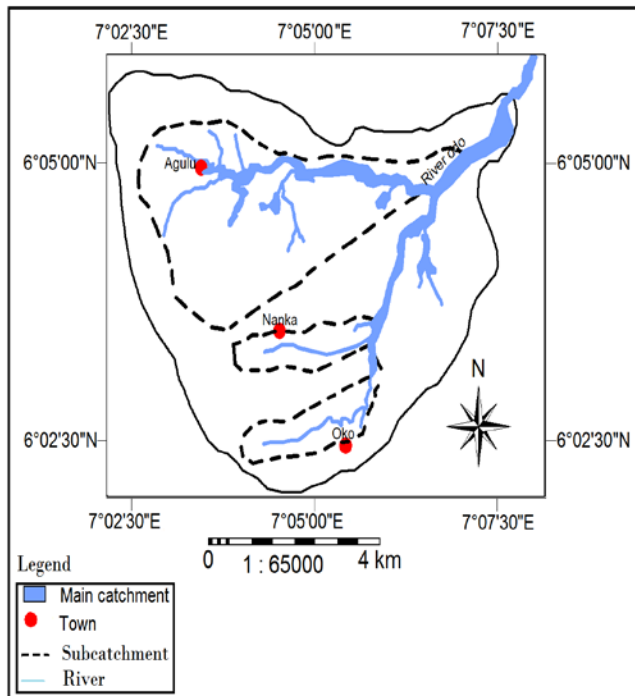 7°02'30"E 7°05'00"E 7°07'30"E
6°05'00"N 6°05'00"N
Agulu
River odo
Nanka
N
Oko
6°02'30"N 6°02'30"N
7°02'30"E 7°05'00"E 7°07'30"E
0 1 : 65000 4 km
Legend
Main catchment
Town
Subcatchment
River